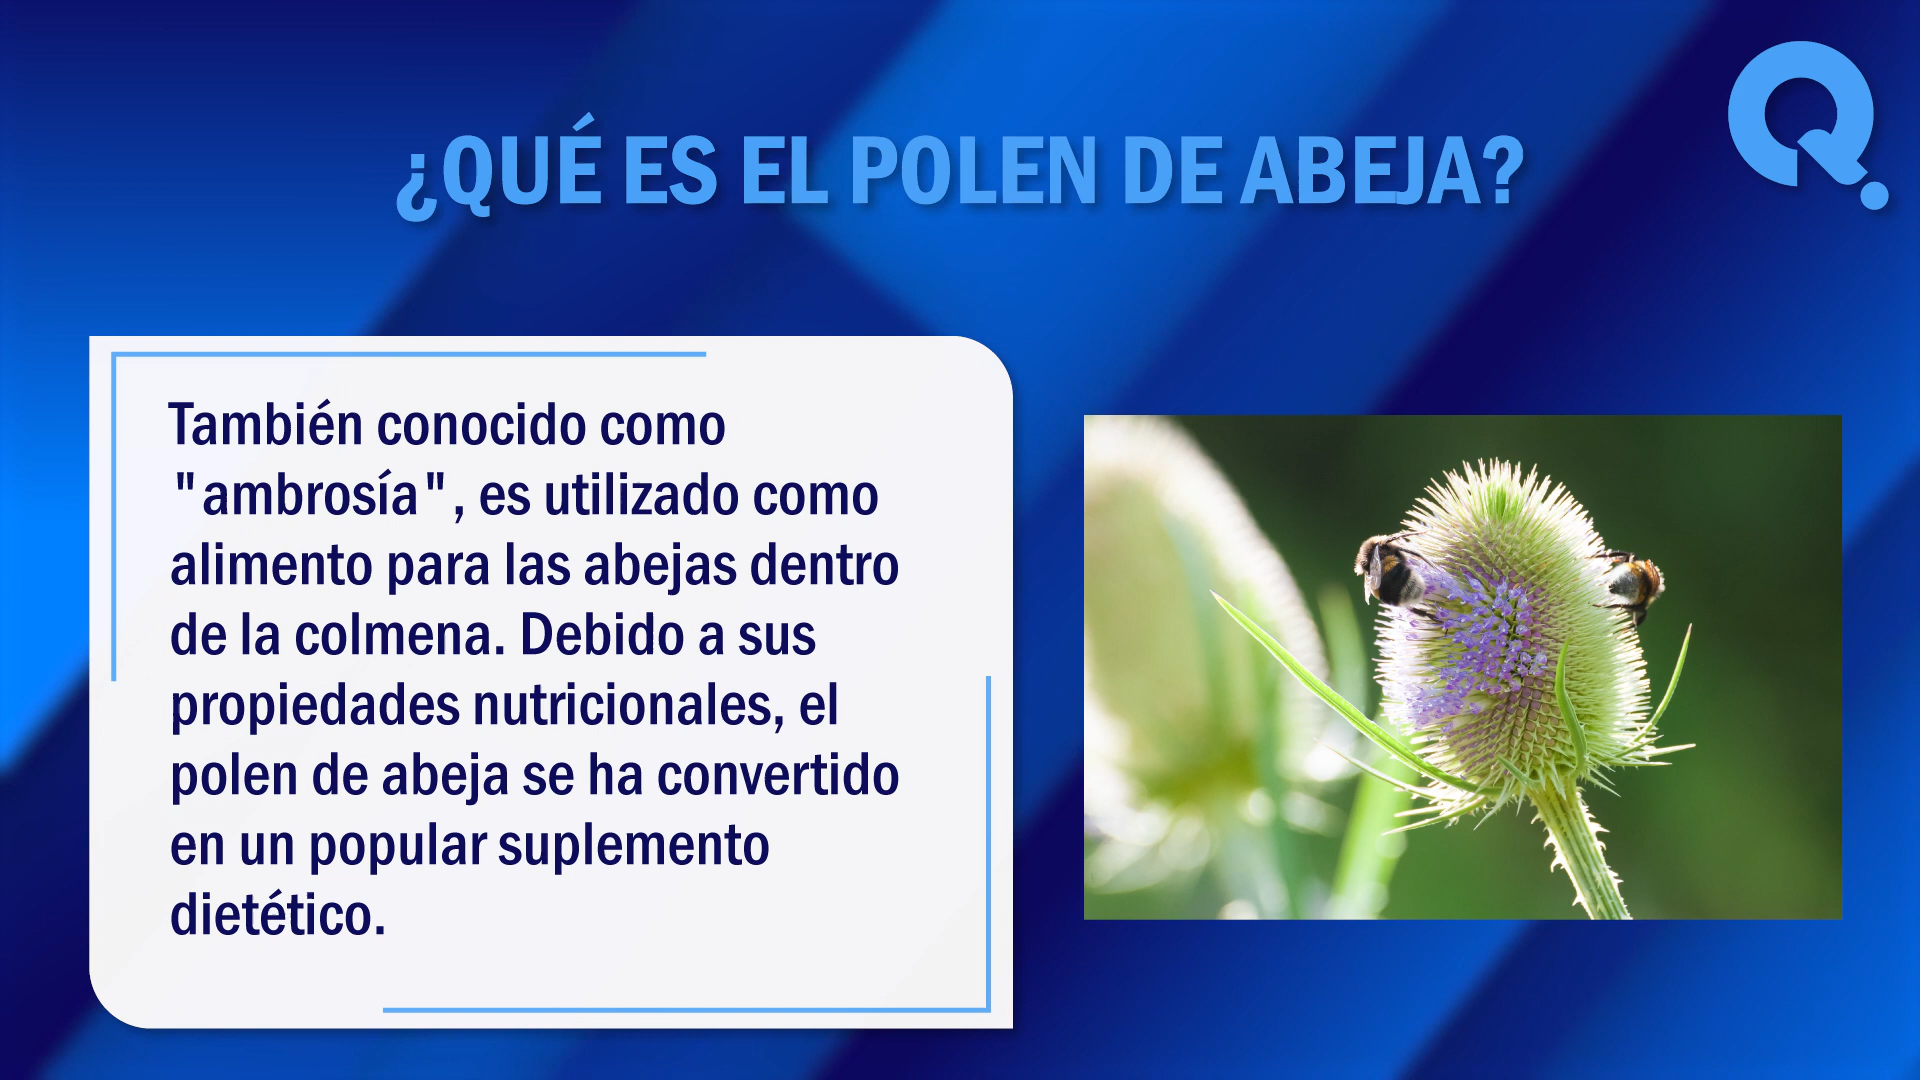 ¿QUÉ ES EL POLEN DE ABEJA?
También conocido como
"ambrosía", es utilizado como
alimento para las abejas dentro
de la colmena. Debido a sus
propiedades nutricionales, el
polen de abeja se ha convertido
en un popular suplemento
dietético.